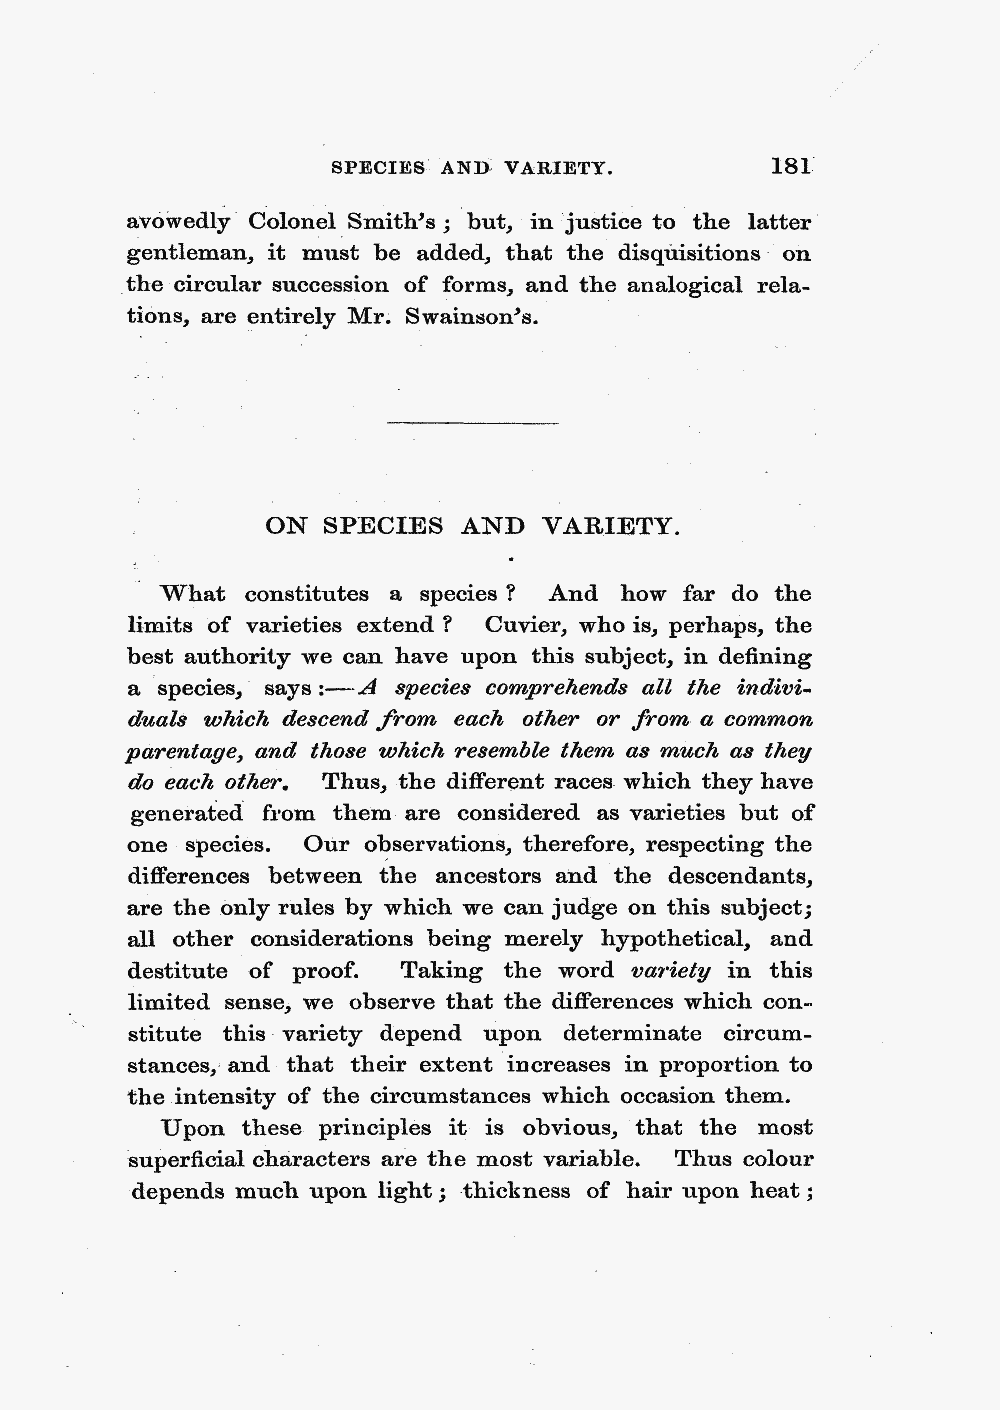 SPECIES AND VARIETY. 181
avowedly Colonel Smith's ; but, in justice to the latter
gentleman, it must be added, that the disquisitions on
the circular succession of forms, and the analogical rela-
tions, are entirely Mr. Swainson's.
ON SPECIES AND VARIETY.
What constitutes a species ? And how far do the
limits of varieties extend ? Cuvier, who is, perhaps, the
best authority we can have upon this subject, in defining
a species, says :—A species comprehends all the indivi-
duals which descend from each other or from a common
parentage, and those which resemble them as much as they
do each other. Thus, the different races which they have
generated from them are considered as varieties but of
one species. Our observations, therefore, respecting the
differences between the ancestors and the descendants,
are the only rules by which we can judge on this subject;
all other considerations being merely hypothetical, and
destitute of proof. Taking the word variety in this
limited sense, we observe that the differences which con-
stitute this variety depend upon determinate circum-
stances, and that their extent increases in proportion to
the intensity of the circumstances which occasion them.
Upon these principles it is obvious, that the most
superficial characters are the most variable. Thus colour
depends much upon light ; thickness of hair upon heat ;